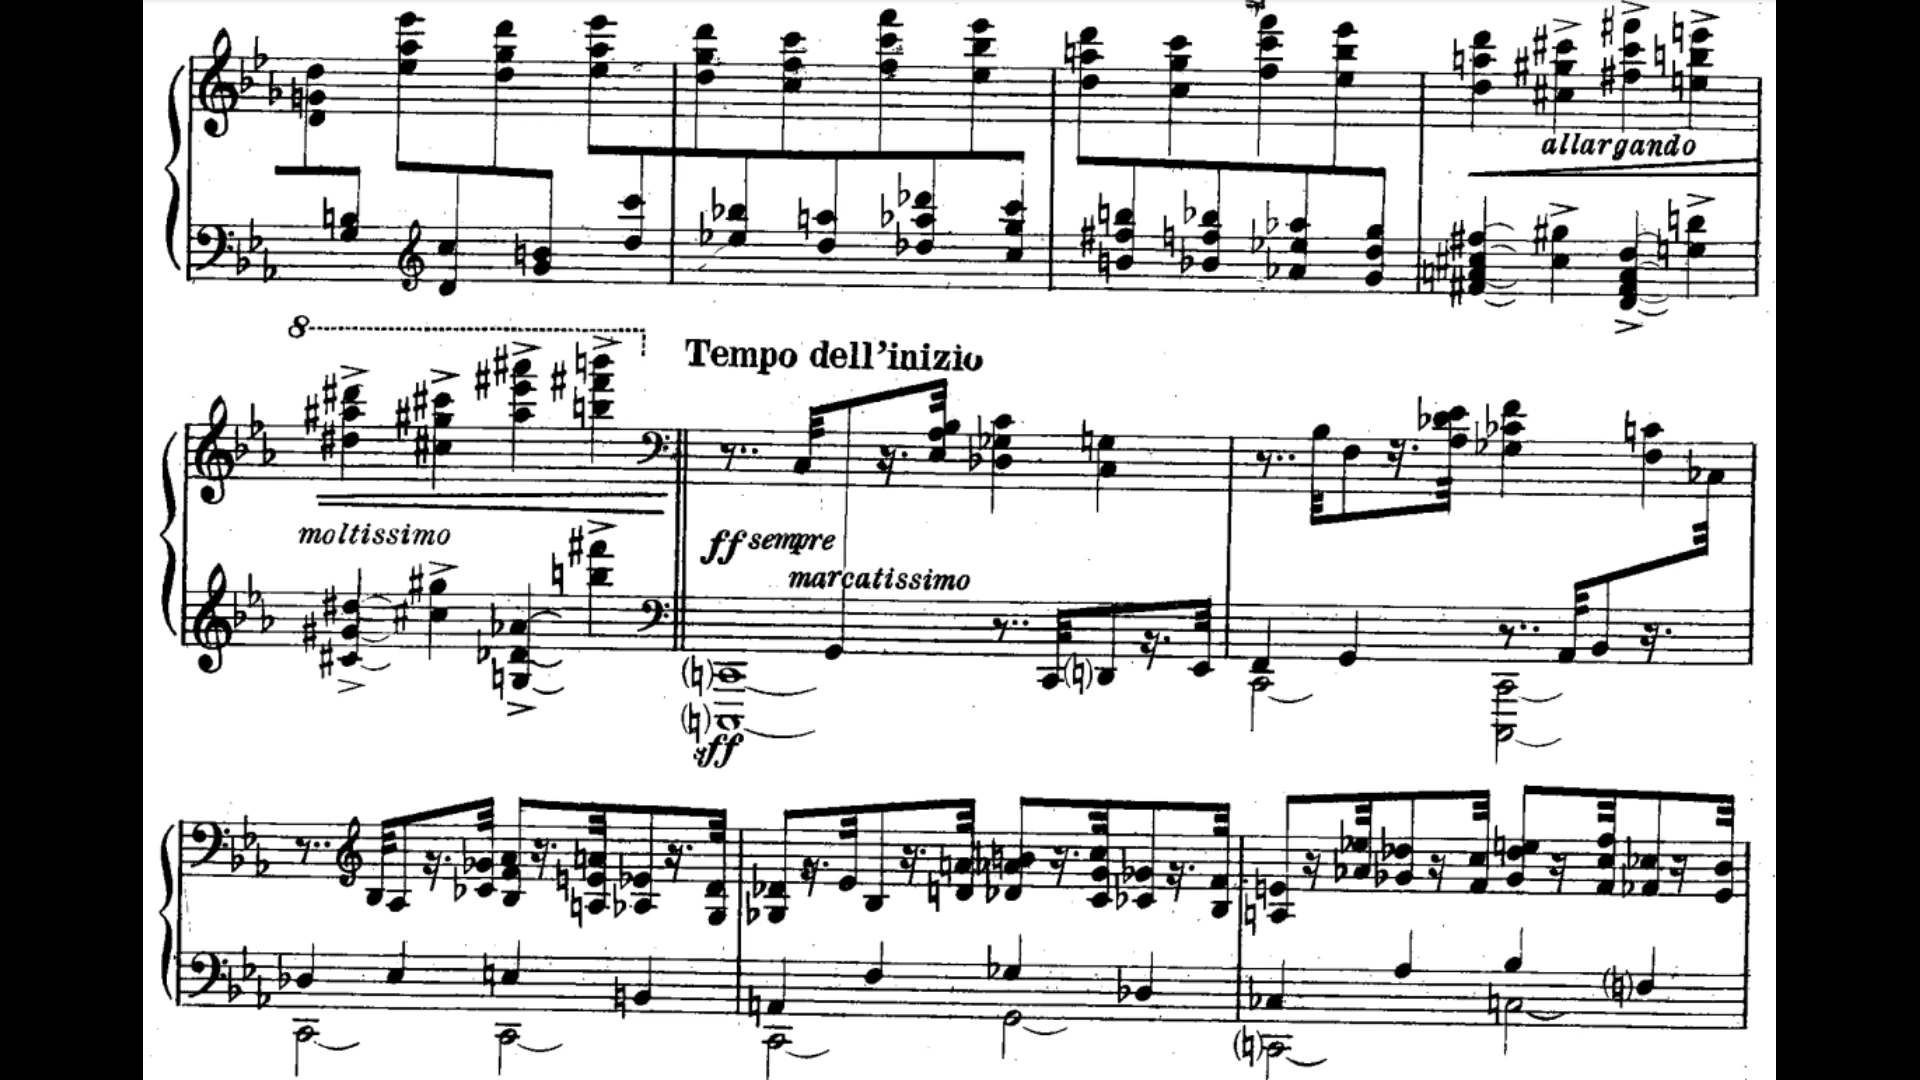 allargando
8
Tempo dell'inizio
moltissimo
ff sempre
marcatissimo
sff